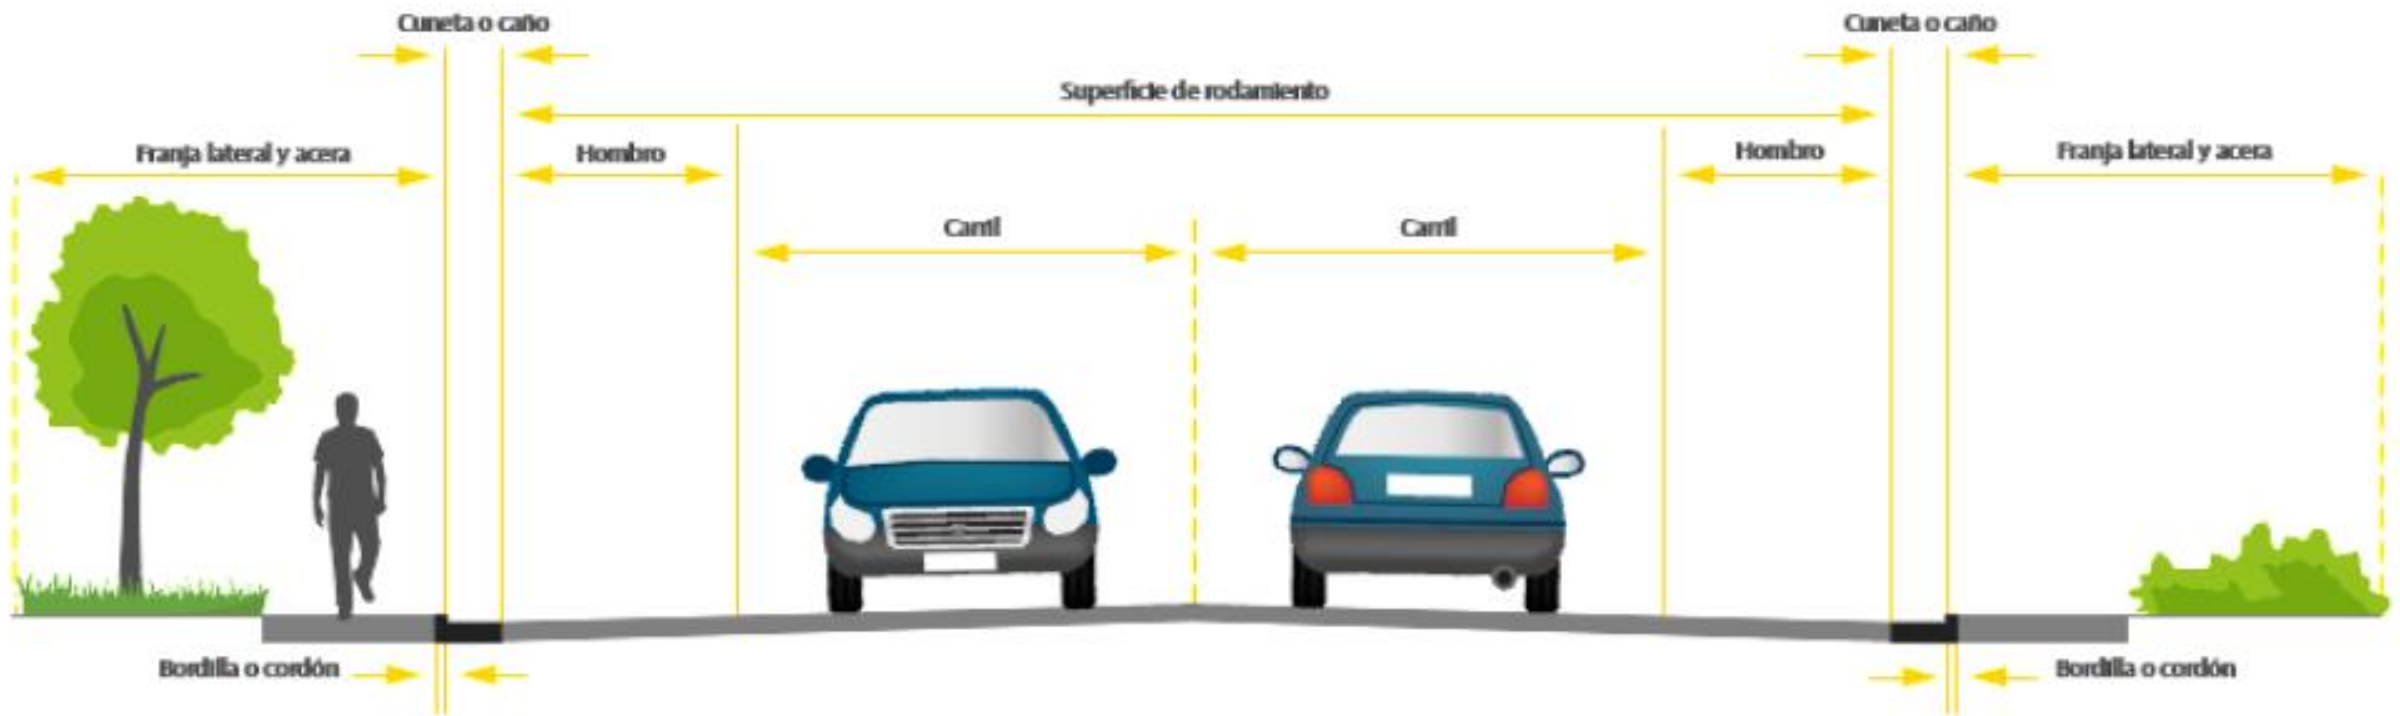 Cuneta o caño
Cuneta o caño
Superficie de rodamiento
Franja lateral y acera
Hombro
Hombro
Franja lateral y acera
Carril
Carril
Bordilla o cordón
Bordilla o cordón